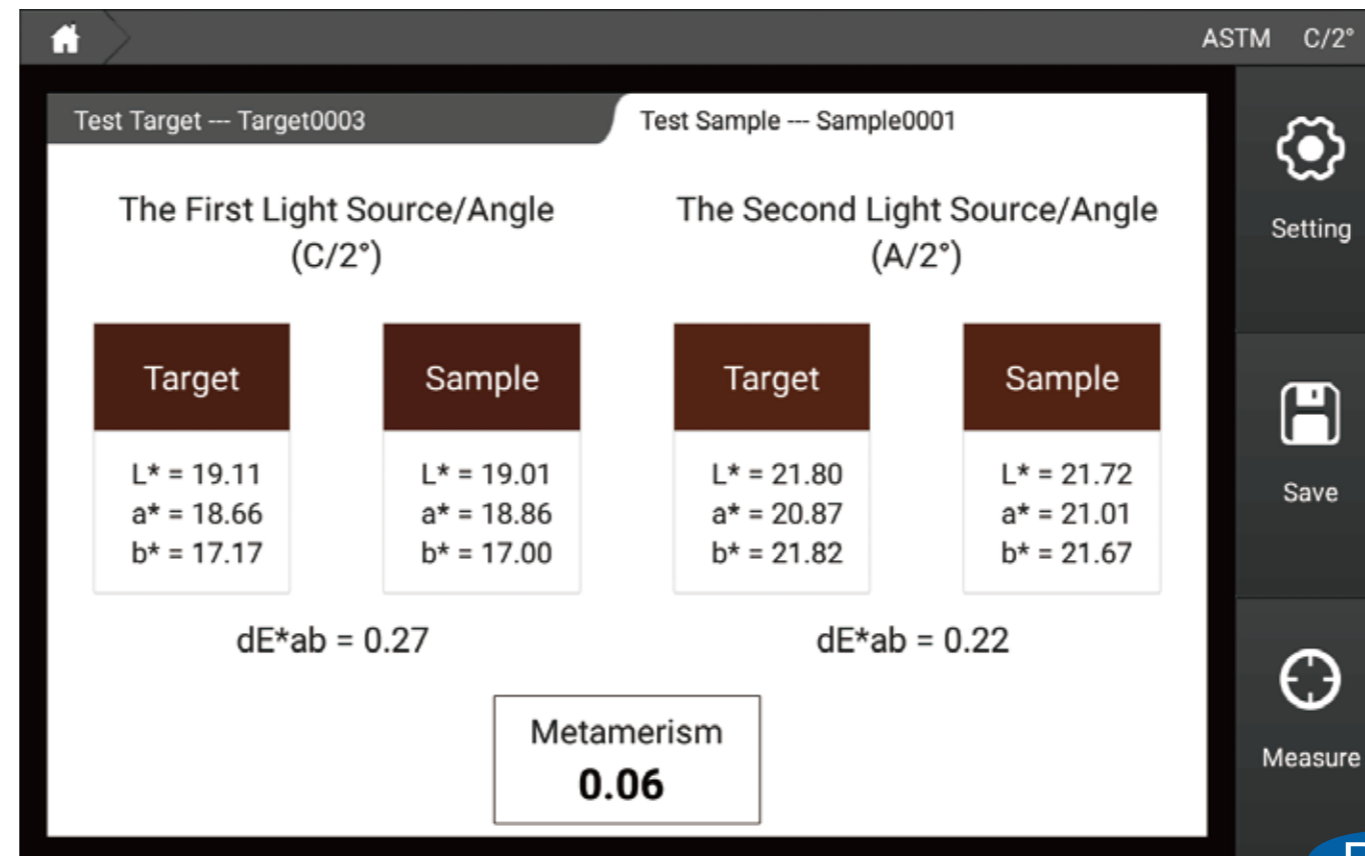 ASTM C/2°
Test Target --- Target0003
Test Sample --- Sample0001
The First Light Source/Angle
(C/2°)
The Second Light Source/Angle
(A/2°)
Target
L* = 19.11
a* = 18.66
b* = 17.17
Sample
L* = 19.01
a* = 18.86
b* = 17.00
dE*ab = 0.27
Target
L* = 21.80
a* = 20.87
b* = 21.82
Sample
L* = 21.72
a* = 21.01
b* = 21.67
dE*ab = 0.22
Metamerism
0.06
Setting
Save
Measure